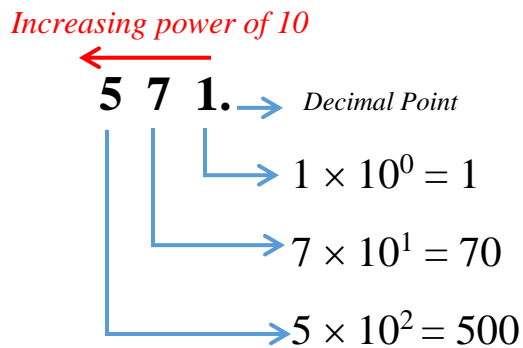 Increasing power of 10
5 7 1. Decimal Point
1 × 10⁰ = 1
7 × 10¹ = 70
5 × 10² = 500